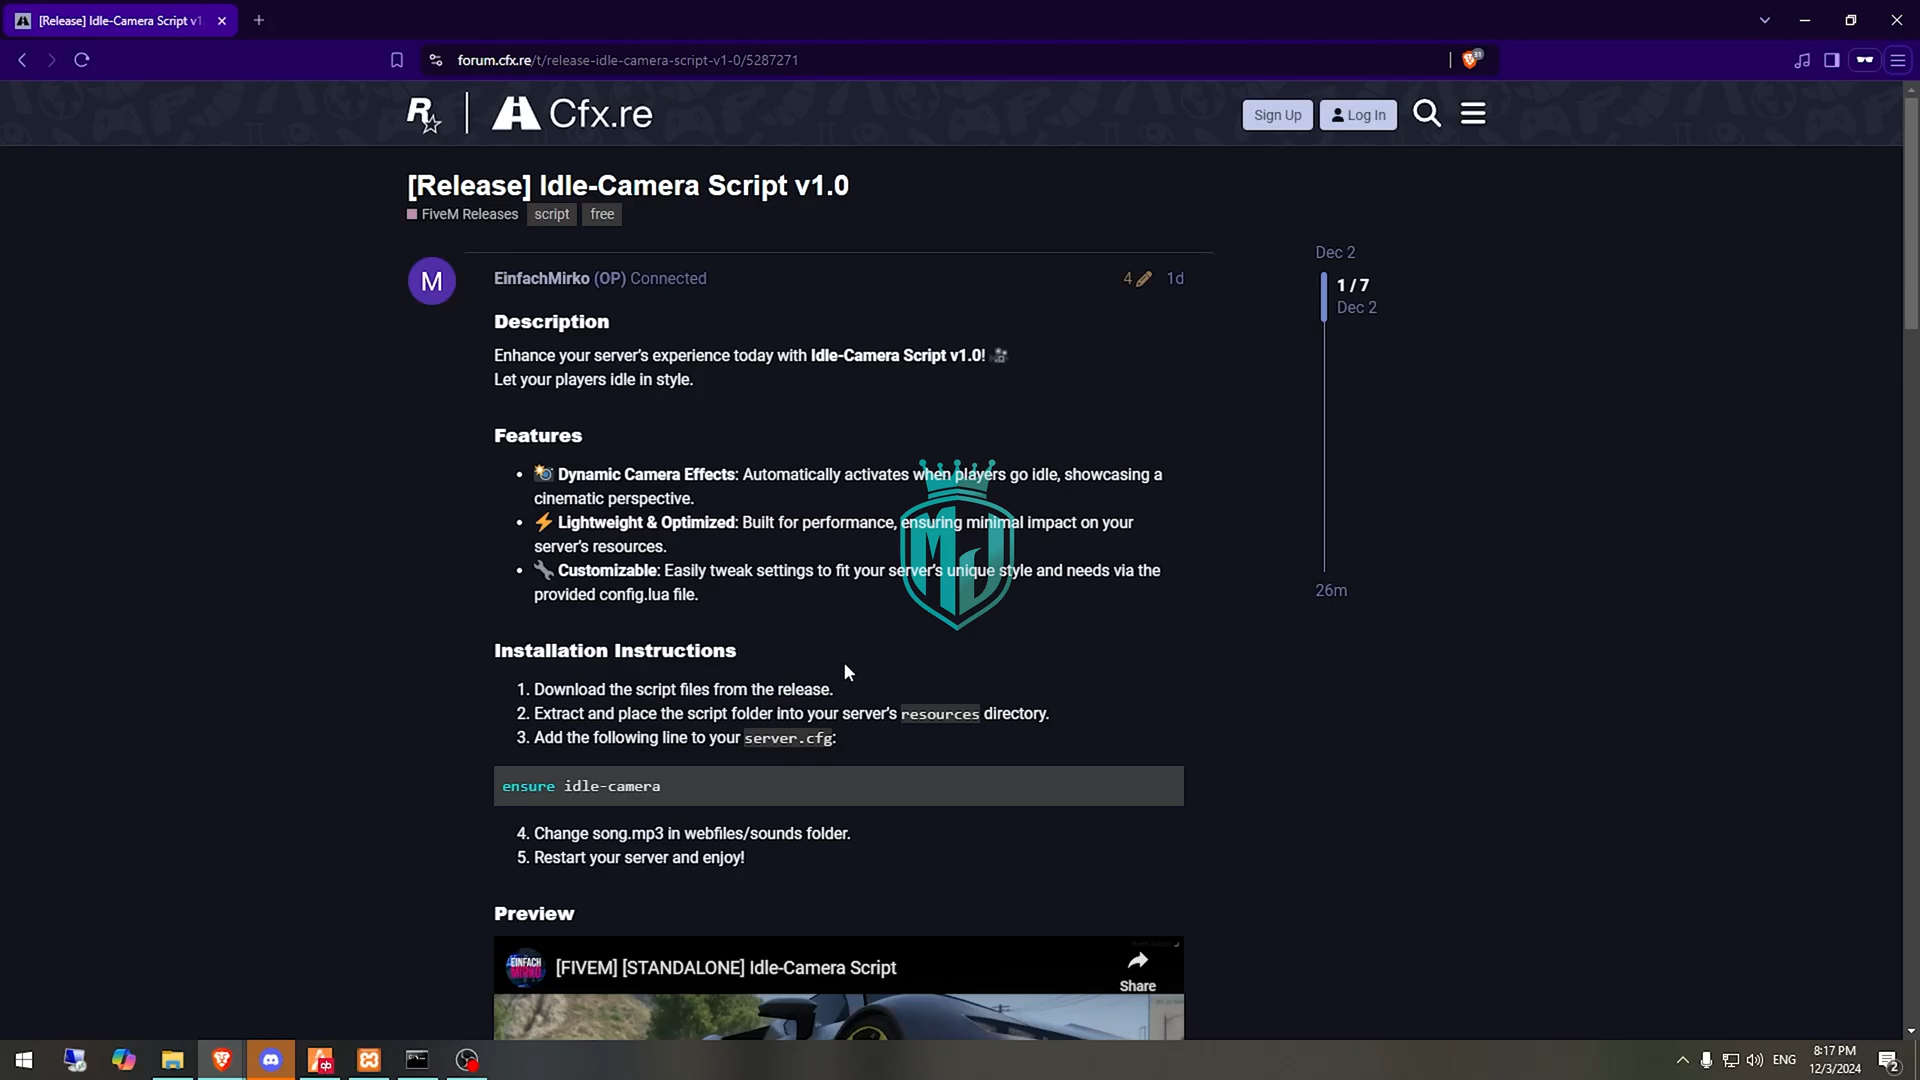 [Release] Idle-Camera Script v1
forum.cfx.re/t/release-idle-camera-script-v1-0/5287271
31
R
Cfx.re
Sign Up
Log In
[Release] Idle-Camera Script v1.0
FiveM Releases
script
free
Dec 2
M
EinfachMirko (OP) Connected
4
1d
1 / 7
Dec 2
Description
Enhance your server’s experience today with Idle-Camera Script v1.0!
Let your players idle in style.
Features
• Dynamic Camera Effects: Automatically activates when players go idle, showcasing a
cinematic perspective.
• Lightweight & Optimized: Built for performance, ensuring minimal impact on your
server’s resources.
• Customizable: Easily tweak settings to fit your server’s unique style and needs via the
provided config.lua file.
MJ
26m
Installation Instructions
1. Download the script files from the release.
2. Extract and place the script folder into your server’s resources directory.
3. Add the following line to your server.cfg:
ensure idle-camera
4. Change song.mp3 in webfiles/sounds folder.
5. Restart your server and enjoy!
Preview
EINFACH
MIRKO
[FIVEM] [STANDALONE] Idle-Camera Script
Share
qb
ENG
8:17 PM
12/3/2024
2